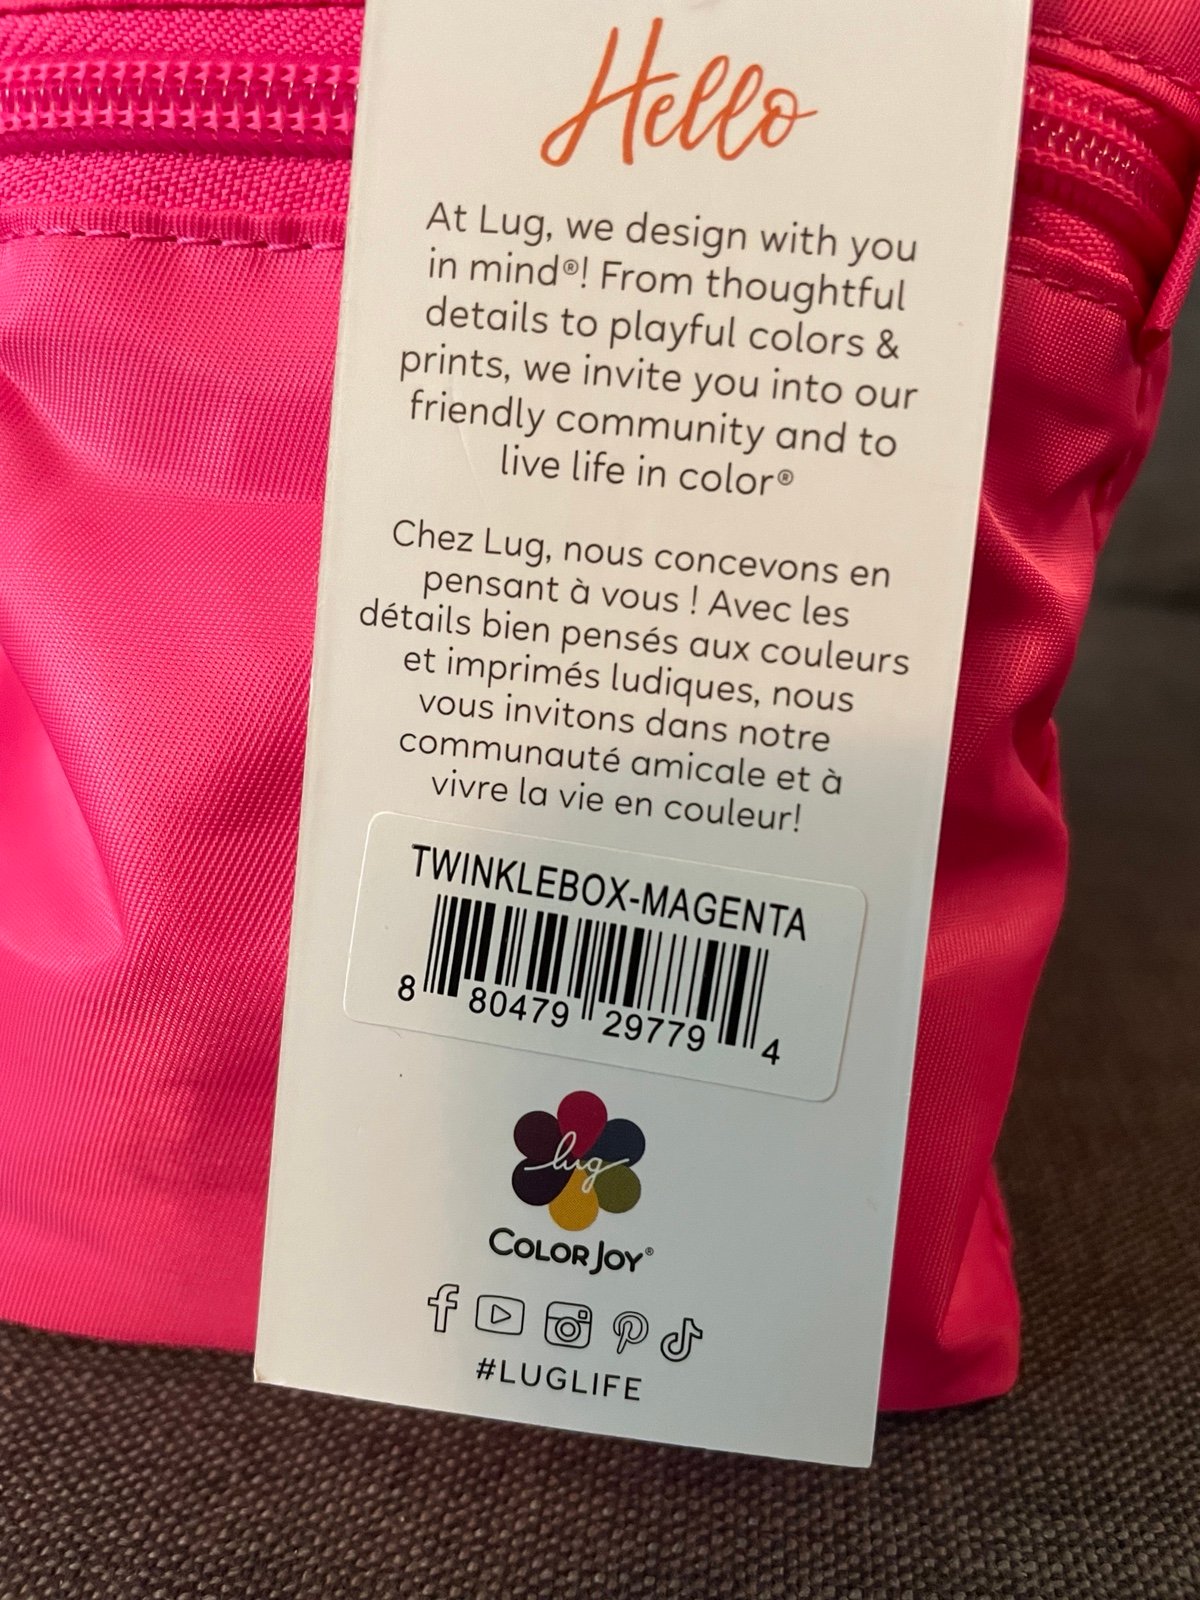 Hello
At Lug, we design with you
in mind®! From thoughtful
details to playful colors &
prints, we invite you into our
friendly community and to
live life in color®
Chez Lug, nous concevons en
pensant à vous ! Avec les
détails bien pensés aux couleurs
et imprimés ludiques, nous
vous invitons dans notre
communauté amicale et à
vivre la vie en couleur!
TWINKLEBOX-MAGENTA
8 80479 29779 4
lug
COLOR JOY®
#LUGLIFE